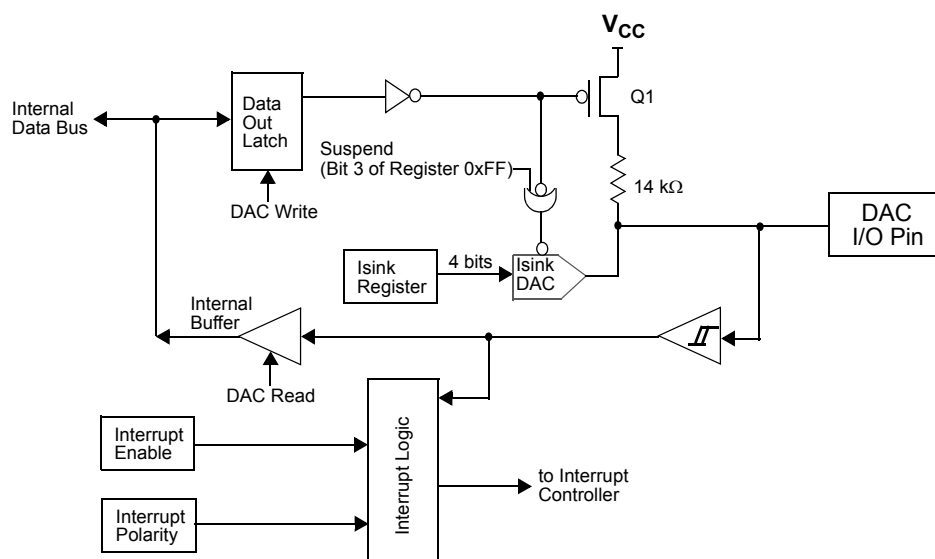 VCC
Q1
Internal
Data Bus
Data
Out
Latch
Suspend
(Bit 3 of Register 0xFF)
14 kΩ
DAC Write
DAC
I/O Pin
4 bits
Isink
Register
Isink
DAC
Internal
Buffer
DAC Read
Interrupt Logic
Interrupt
Enable
to Interrupt
Controller
Interrupt
Polarity